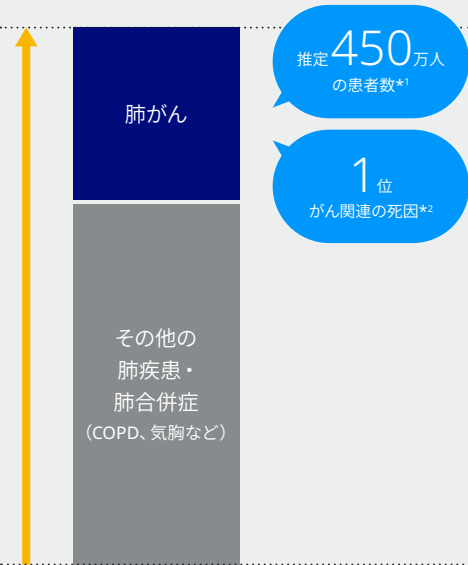 推定450万人
の患者数*1
肺がん
1位
がん関連の死因*2
その他の
肺疾患・
肺合併症
（COPD、気胸など）